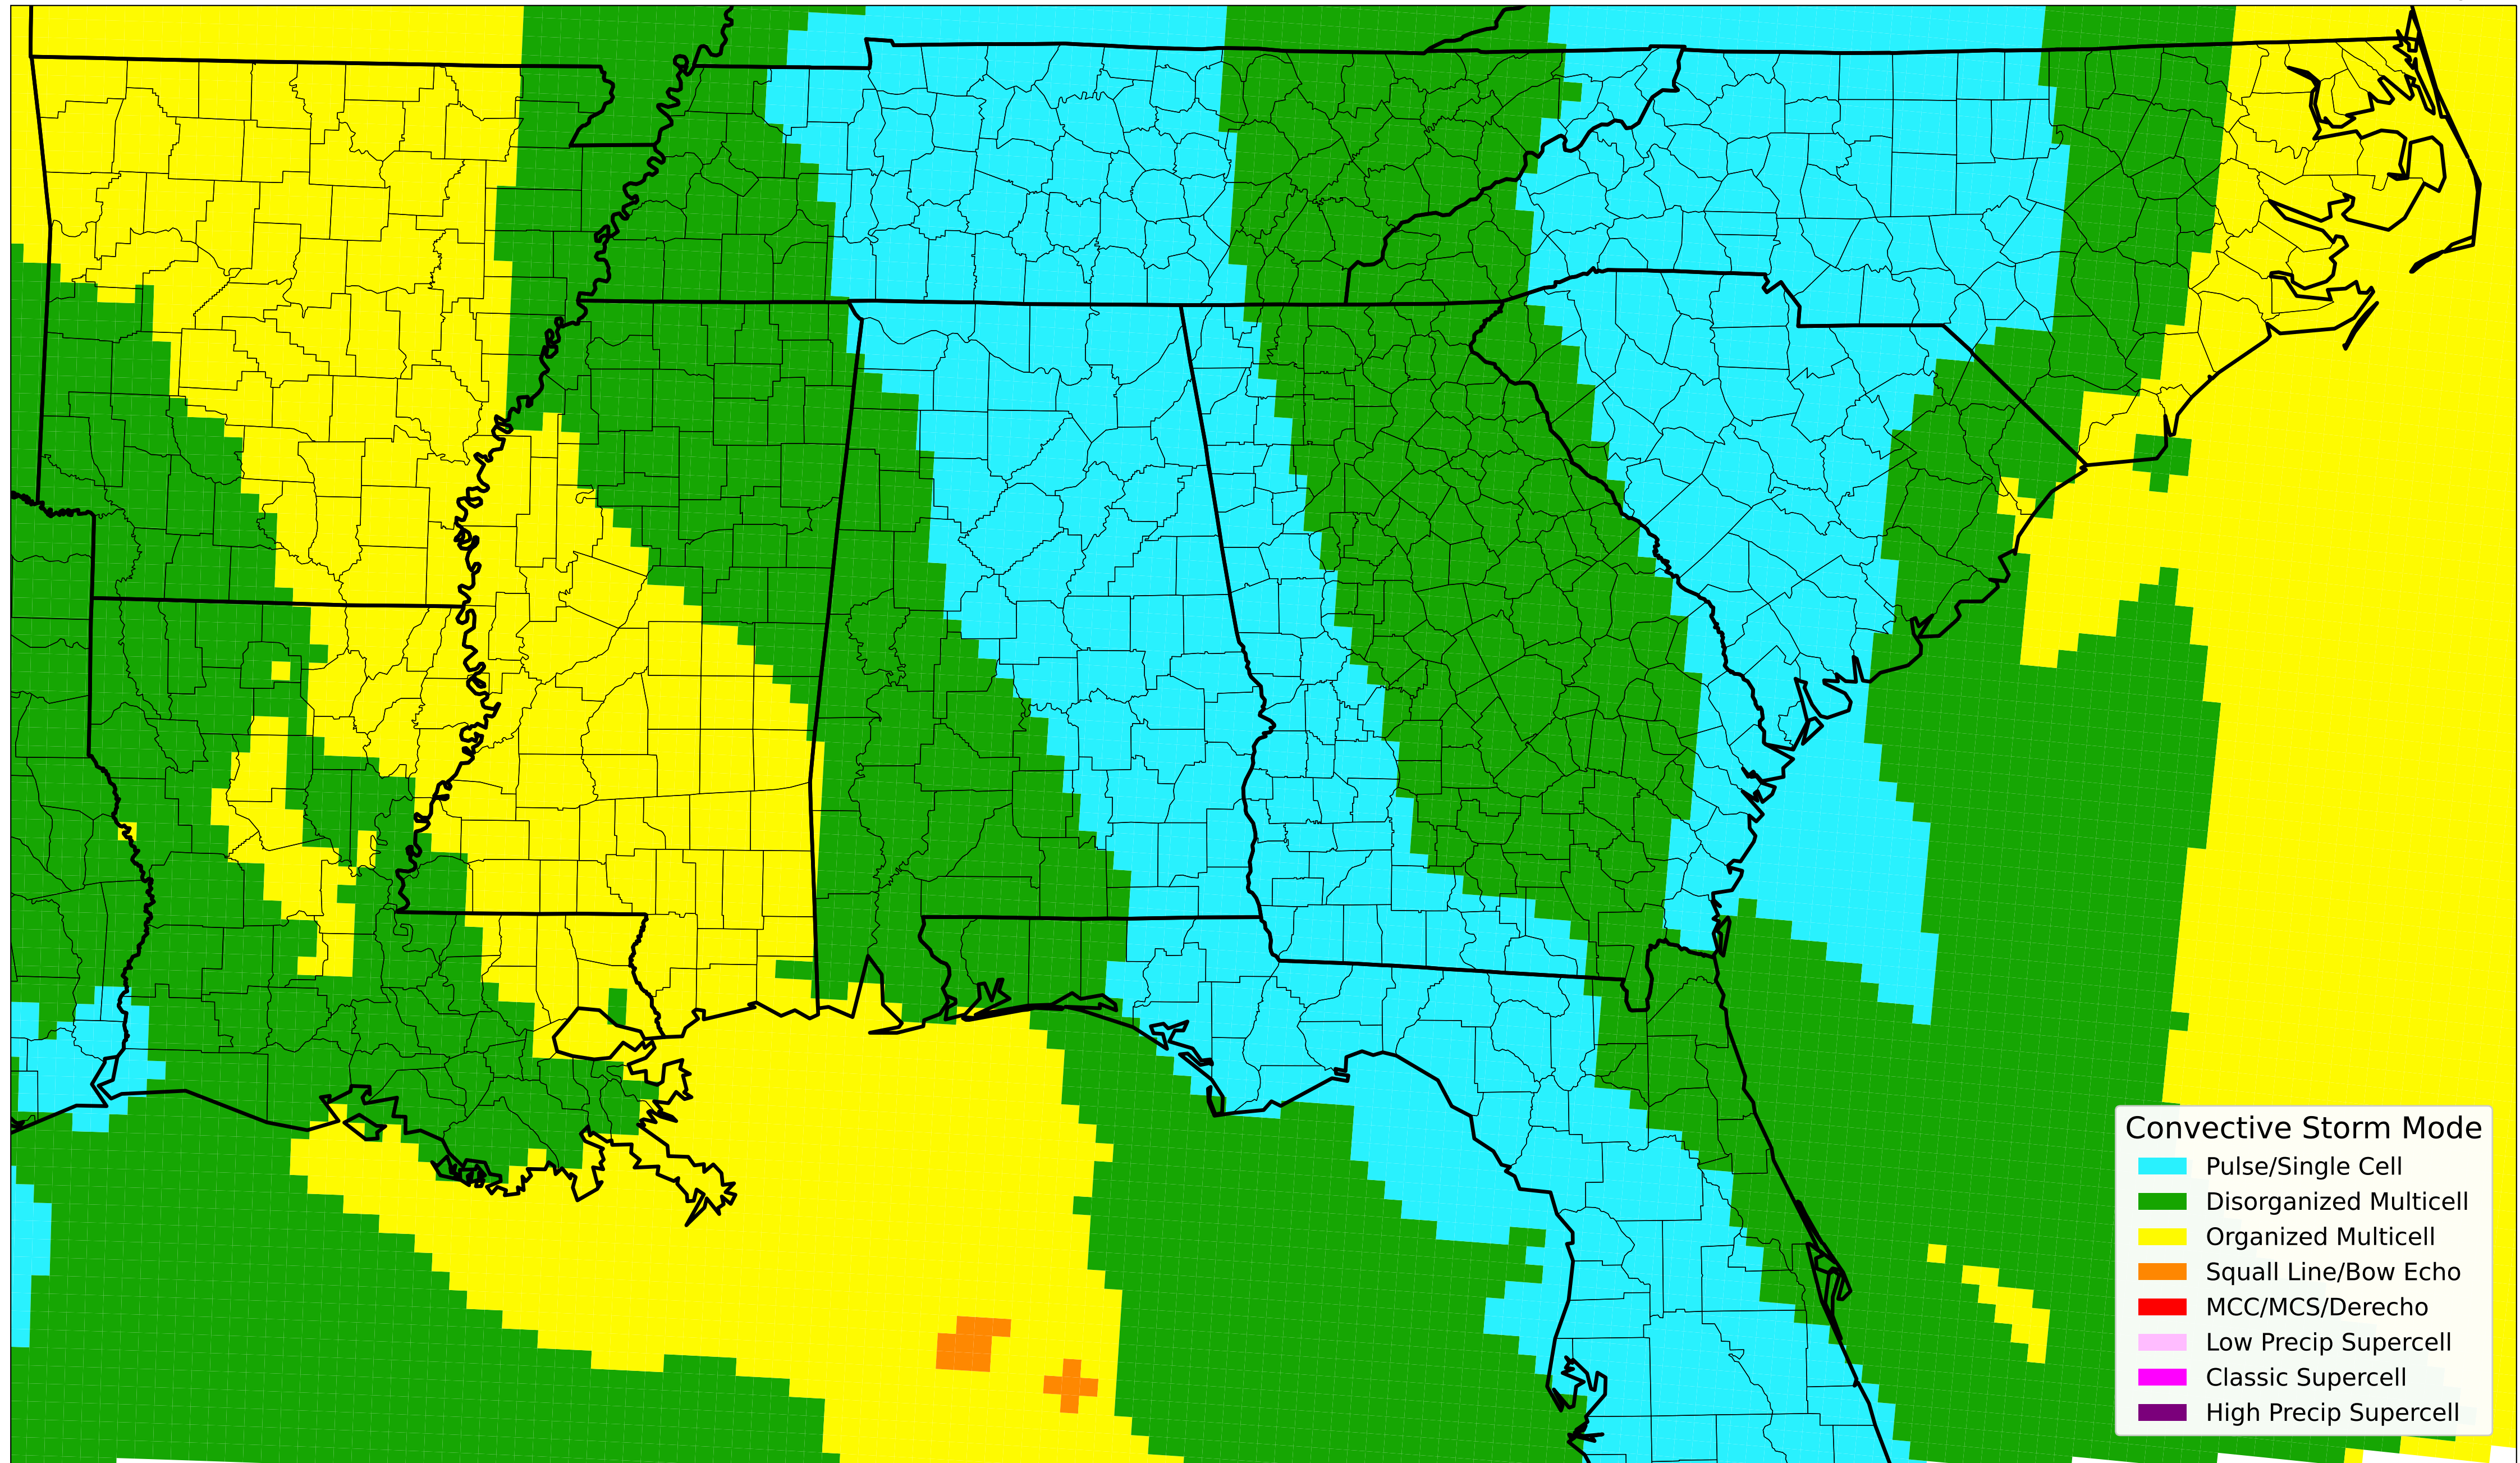 Convective Storm Mode
Pulse/Single Cell
Disorganized Multicell
Organized Multicell
Squall Line/Bow Echo
MCC/MCS/Derecho
Low Precip Supercell
Classic Supercell
High Precip Supercell